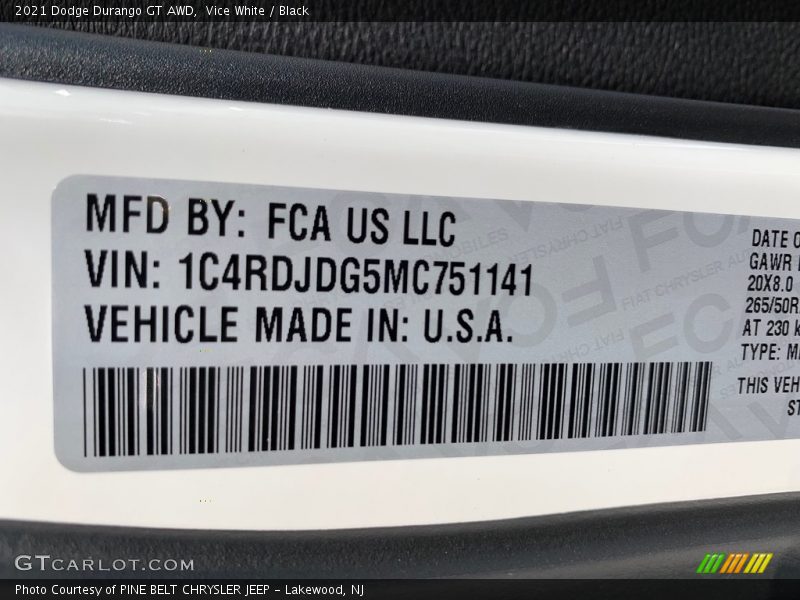 2021 Dodge Durango GT AWD, Vice White / Black
MFD BY: FCA US LLC
VIN: 1C4RDJDG5MC751141
VEHICLE MADE IN: U.S.A.
DATE
GAWR
20X8.0
265/50R
AT 230
TYPE:
THIS VEH
ST
FIAT CHRYSLER
GTCARLOT.COM
Photo Courtesy of PINE BELT CHRYSLER JEEP - Lakewood, NJ